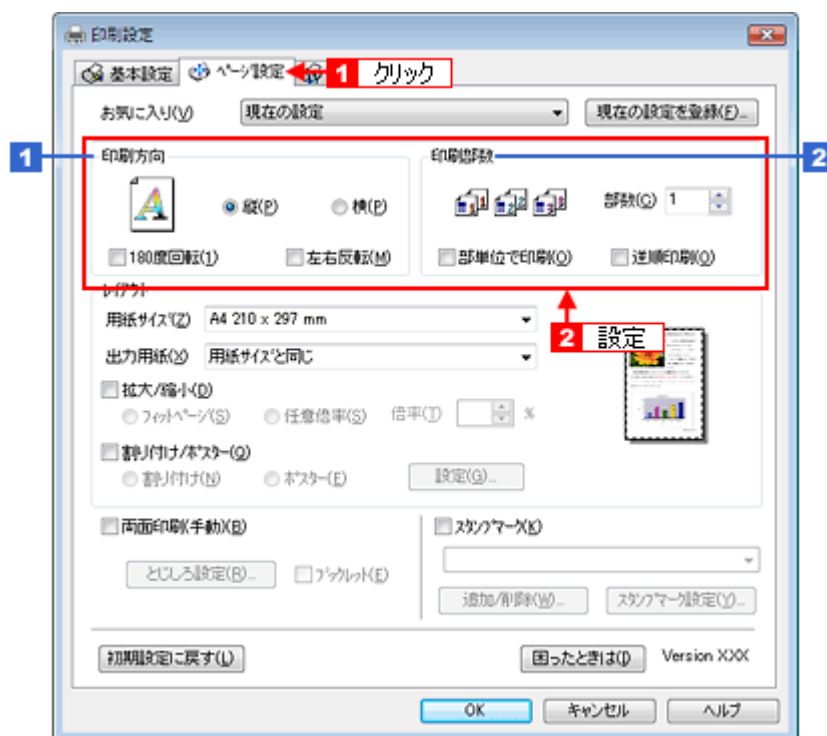 印刷設定
基本設定 ページ設定 1 クリック
お気に入り(V) 現在の設定 現在の設定を登録(F)...
1 印刷方向 印刷部数 2
縦(P) 横(P) 部数(C) 1
180度回転(1) 左右反転(M) 部単位で印刷(O) 逆順印刷(O)
レイアウト
用紙サイズ(Z) A4 210 x 297 mm
2 設定
出力用紙(X) 用紙サイズと同じ
拡大/縮小(D)
フィットページ(S) 任意倍率(S) 倍率(T) %
割り付け/ポスター(Q)
割り付け(N) ポスター(E) 設定(G)...
両面印刷(手動)(B) スタンプマーク(K)
とじしろ設定(R)... ブックレット(E)
追加/削除(W)... スタンプマーク設定(Y)...
初期設定に戻す(L) 困ったときは(I) Version XXX
OK キャンセル ヘルプ